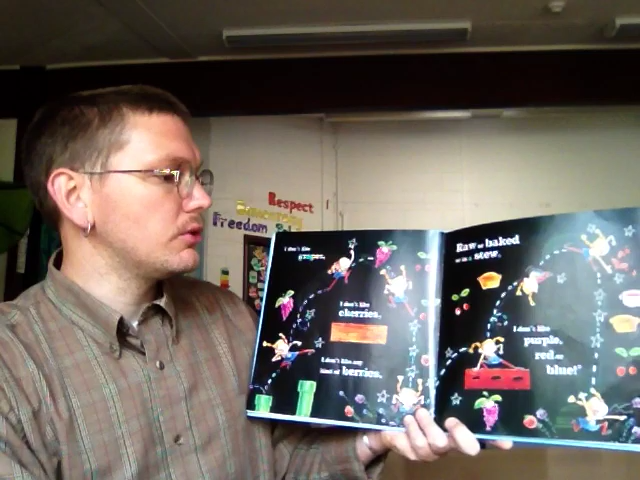 Respect
Freedom
I don't like
grapes.
I don't like
cherries.
I don't like any
kind of berries.
Raw or baked
or in a stew,
I don't like
purple,
red or
blue!"